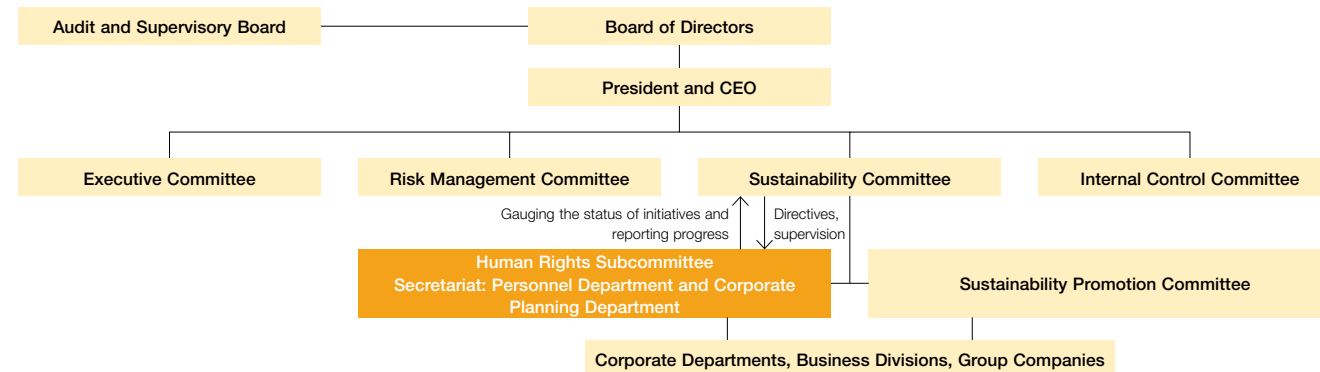 Audit and Supervisory Board
Board of Directors
President and CEO
Executive Committee
Risk Management Committee
Sustainability Committee
Internal Control Committee
Gauging the status of initiatives and
reporting progress
Directives,
supervision
Human Rights Subcommittee
Secretariat: Personnel Department and Corporate
Planning Department
Sustainability Promotion Committee
Corporate Departments, Business Divisions, Group Companies